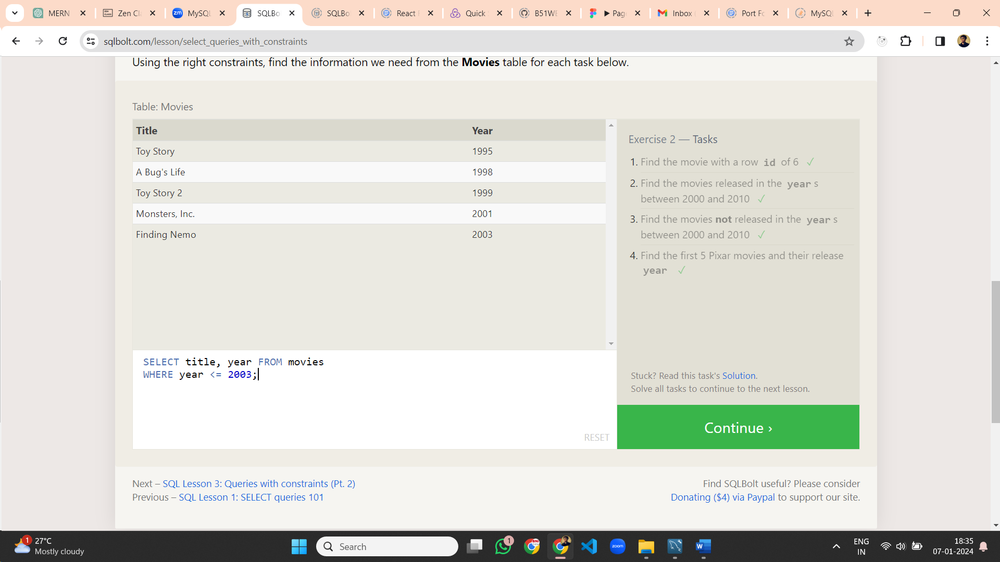 MERN
Zen Cl
MySQL
SQLBo
SQLBo
React F
Quick
B51WE
Pag
Inbox
Port Fo
MySQL
sqlbolt.com/lesson/select_queries_with_constraints
Using the right constraints, find the information we need from the Movies table for each task below.
Table: Movies
Title Year
Toy Story 1995
A Bug's Life 1998
Toy Story 2 1999
Monsters, Inc. 2001
Finding Nemo 2003
SELECT title, year FROM movies
WHERE year <= 2003;
RESET
Exercise 2 — Tasks
1. Find the movie with a row id of 6 ✓
2. Find the movies released in the years
between 2000 and 2010 ✓
3. Find the movies not released in the years
between 2000 and 2010 ✓
4. Find the first 5 Pixar movies and their release
year ✓
Stuck? Read this task's Solution.
Solve all tasks to continue to the next lesson.
Continue ›
Next – SQL Lesson 3: Queries with constraints (Pt. 2)
Previous – SQL Lesson 1: SELECT queries 101
Find SQLBolt useful? Please consider
Donating ($4) via Paypal to support our site.
1
27°C
Mostly cloudy
Search
1
zoom
ENG
IN
18:35
07-01-2024